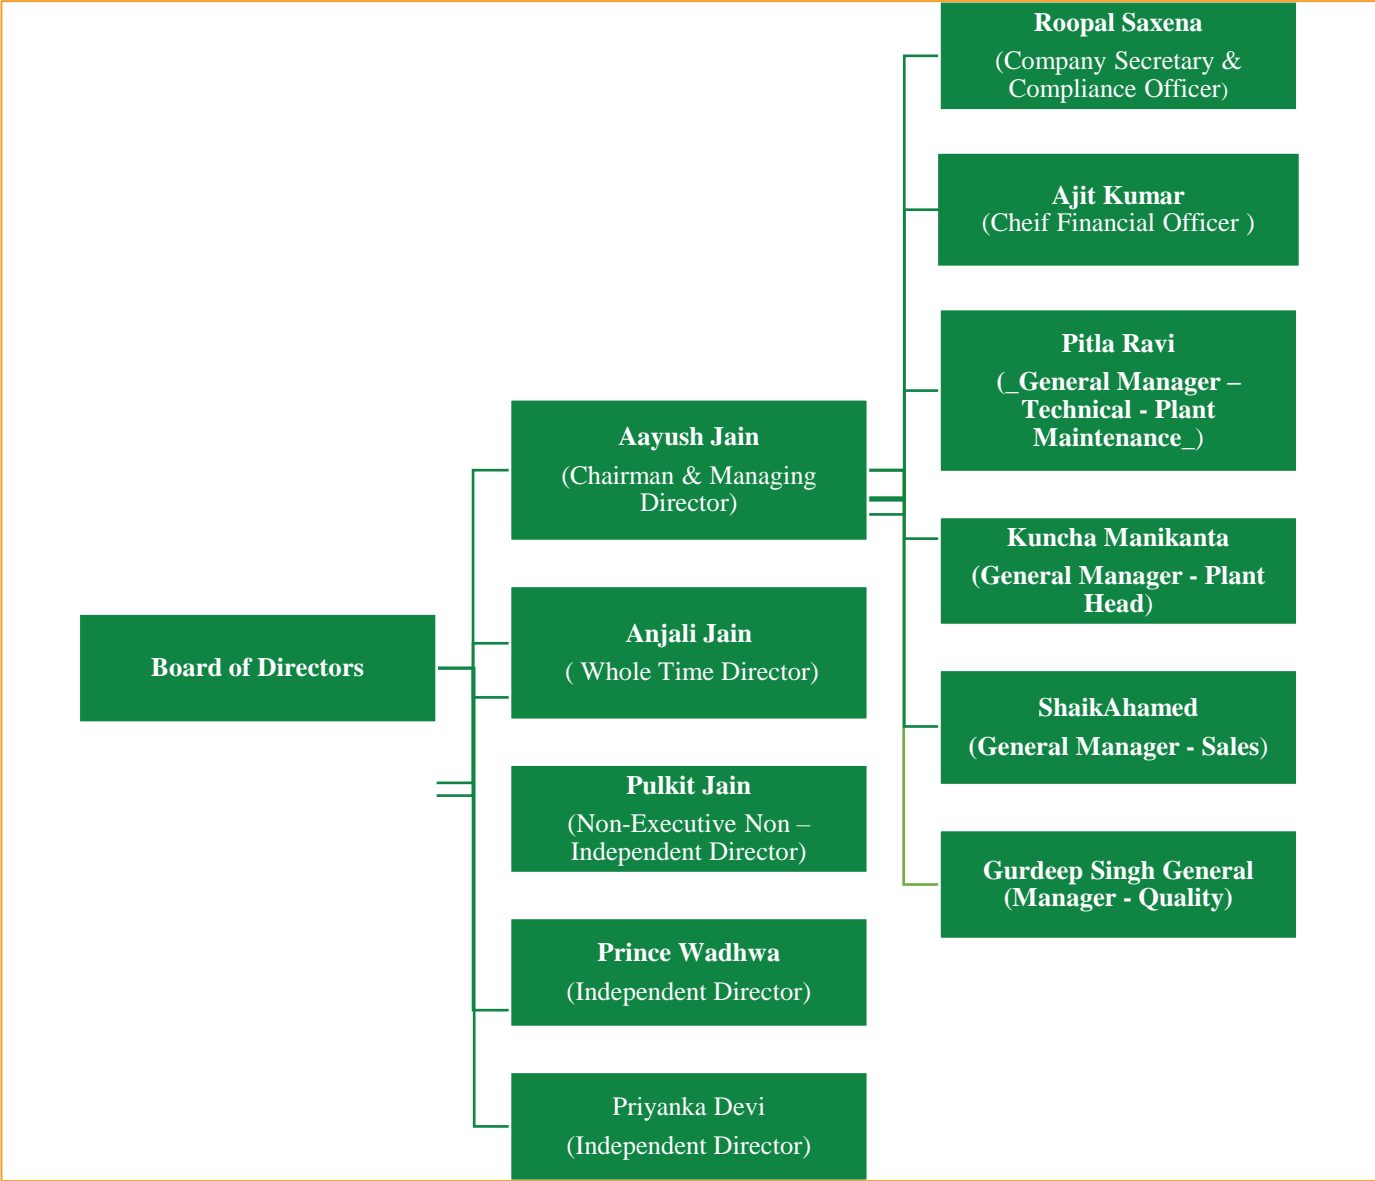 Board of Directors
Aayush Jain
(Chairman & Managing
Director)
Anjali Jain
( Whole Time Director)
Pulkit Jain
(Non-Executive Non –
Independent Director)
Prince Wadhwa
(Independent Director)
Priyanka Devi
(Independent Director)
Roopal Saxena
(Company Secretary &
Compliance Officer)
Ajit Kumar
(Cheif Financial Officer )
Pitla Ravi
(_General Manager –
Technical - Plant
Maintenance_)
Kuncha Manikanta
(General Manager - Plant
Head)
ShaikAhamed
(General Manager - Sales)
Gurdeep Singh General
(Manager - Quality)